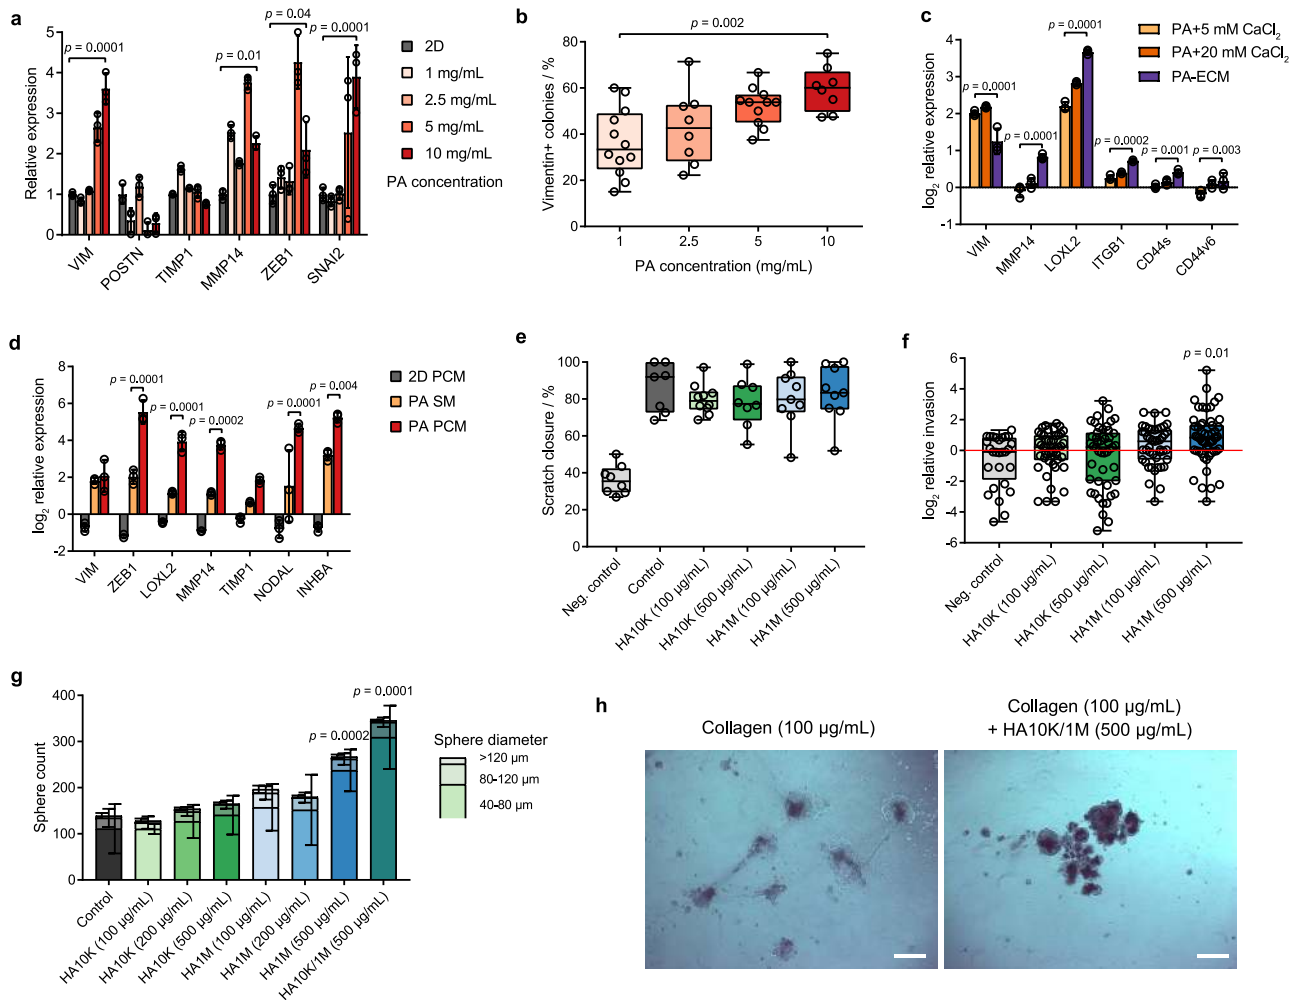 a
p = 0.0001
p = 0.01
p = 0.04
p = 0.0001
Relative expression
5
4
3
2
1
0
VIM
POSTN
TIMP1
MMP14
ZEB1
SNAI2
2D
1 mg/mL
2.5 mg/mL
5 mg/mL
10 mg/mL
PA concentration
b
p = 0.002
Vimentin+ colonies / %
80
60
40
20
0
1
2.5
5
10
PA concentration (mg/mL)
c
p = 0.0001
p = 0.0001
p = 0.0001
p = 0.0002
p = 0.001
p = 0.003
log2 relative expression
4
3
2
1
0
-1
VIM
MMP14
LOXL2
ITGB1
CD44s
CD44v6
PA+5 mM CaCl2
PA+20 mM CaCl2
PA-ECM
d
p = 0.0001
p = 0.0001
p = 0.0002
p = 0.0001
p = 0.004
log2 relative expression
8
6
4
2
0
-2
VIM
ZEB1
LOXL2
MMP14
TIMP1
NODAL
INHBA
2D PCM
PA SM
PA PCM
e
Scratch closure / %
100
80
60
40
20
0
Neg. control
Control
HA10K (100 µg/mL)
HA10K (500 µg/mL)
HA1M (100 µg/mL)
HA1M (500 µg/mL)
f
p = 0.01
log2 relative invasion
6
4
2
0
-2
-4
-6
Neg. control
HA10K (100 µg/mL)
HA10K (500 µg/mL)
HA1M (100 µg/mL)
HA1M (500 µg/mL)
g
p = 0.0001
p = 0.0002
Sphere count
400
300
200
100
0
Control
HA10K (100 µg/mL)
HA10K (200 µg/mL)
HA10K (500 µg/mL)
HA1M (100 µg/mL)
HA1M (200 µg/mL)
HA1M (500 µg/mL)
HA10K/1M (500 µg/mL)
Sphere diameter
>120 µm
80-120 µm
40-80 µm
h
Collagen (100 µg/mL)
Collagen (100 µg/mL)
+ HA10K/1M (500 µg/mL)